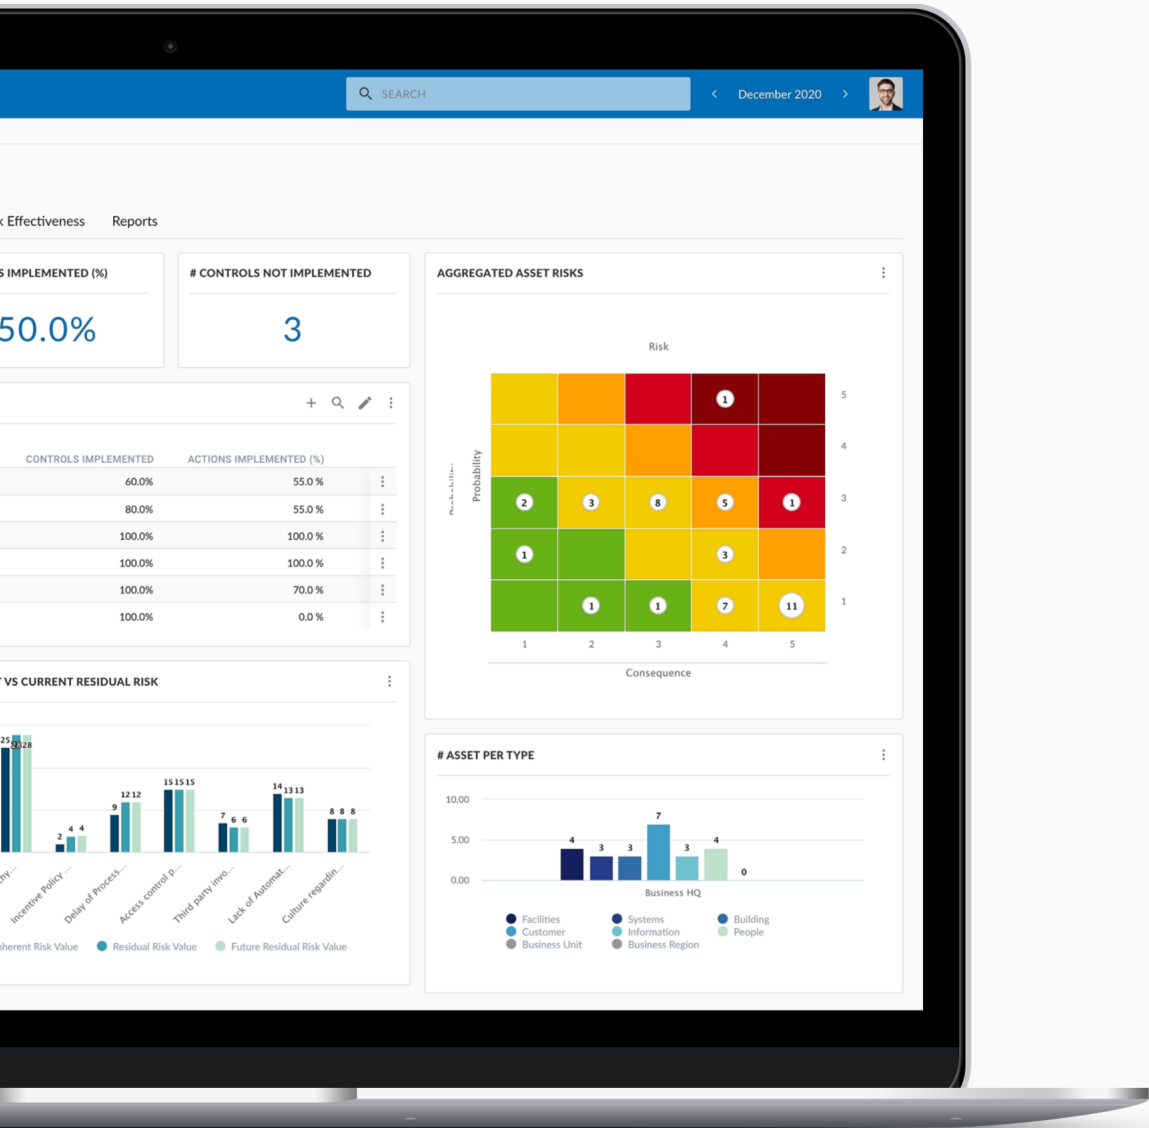 SEARCH
December 2020
Effectiveness Reports
IMPLEMENTED (%)
50.0%
# CONTROLS NOT IMPLEMENTED
3
CONTROLS IMPLEMENTED ACTIONS IMPLEMENTED (%)
60.0% 55.0 %
80.0% 55.0 %
100.0% 100.0 %
100.0% 100.0 %
100.0% 70.0 %
100.0% 0.0 %
VS CURRENT RESIDUAL RISK
25 28
2 4 4
9 12 12
15 15 15
7 6 6
14 13 13
8 8 8
Incentive Policy ...
Delay of Process...
Access control p...
Third party invo...
Lack of Automat...
Culture regardin...
Risk Value
Residual Risk Value
Future Residual Risk Value
AGGREGATED ASSET RISKS
Risk
Probability
1 5
4
2 3 8 5 1 3
1 3 2
1 1 7 11 1
1 2 3 4 5
Consequence
# ASSET PER TYPE
10.00
5.00
0.00
4 3 3 7 3 4 0
Business HQ
Facilities Systems Building
Customer Information People
Business Unit Business Region